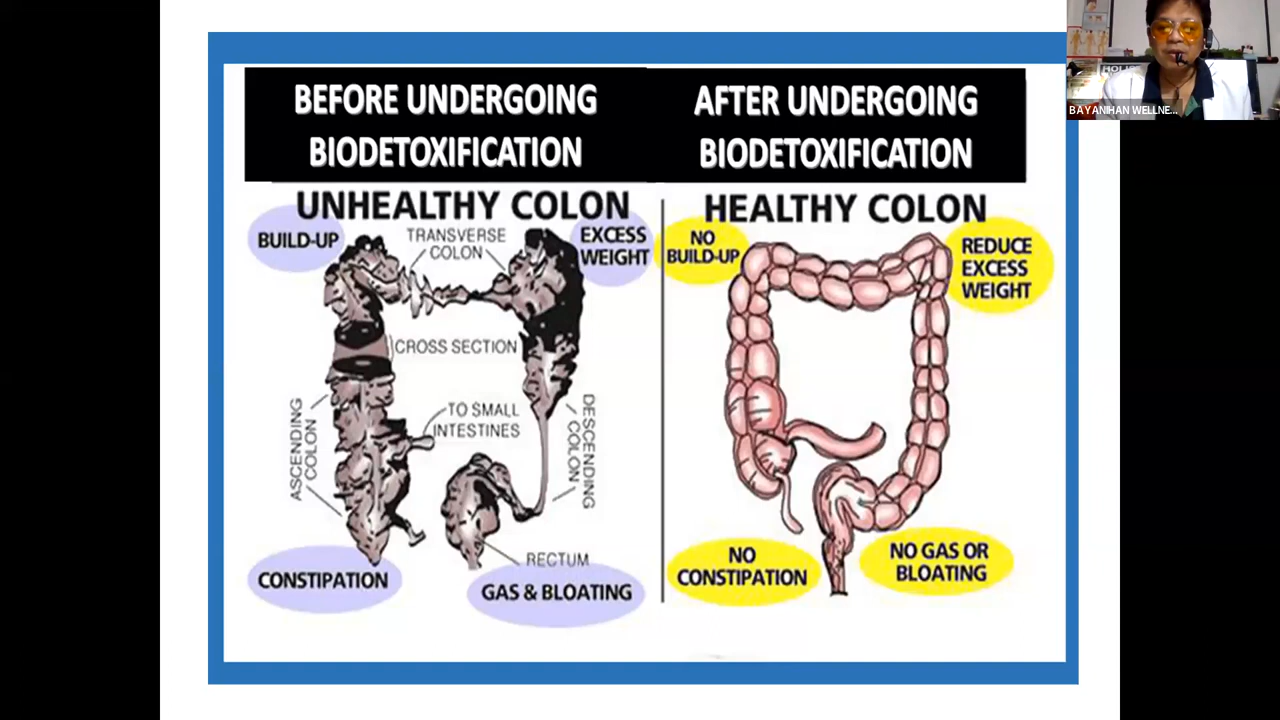 BEFORE UNDERGOING
BIODETOXIFICATION
AFTER UNDERGOING
BIODETOXIFICATION
UNHEALTHY COLON
BUILD-UP
TRANSVERSE
COLON
EXCESS
WEIGHT
CROSS SECTION
TO SMALL
INTESTINES
ASCENDING
COLON
DESCENDING
COLON
RECTUM
CONSTIPATION
GAS & BLOATING
HEALTHY COLON
NO
BUILD-UP
REDUCE
EXCESS
WEIGHT
NO
CONSTIPATION
NO GAS OR
BLOATING
HOLIS
BAYANIHAN WELLNE...